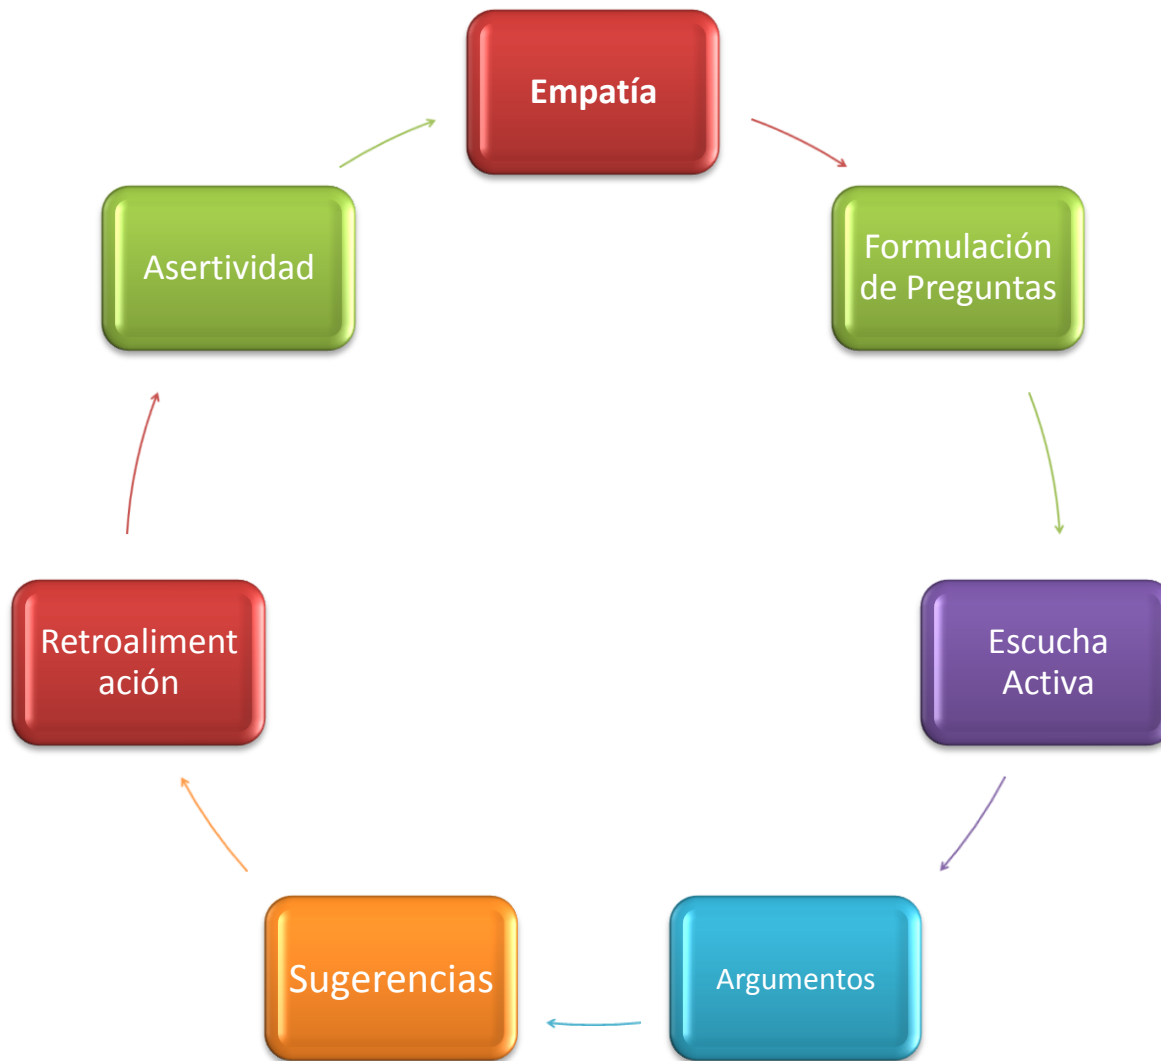 Empatía
Formulación
de Preguntas
Escucha
Activa
Argumentos
Sugerencias
Retroaliment
ación
Asertividad